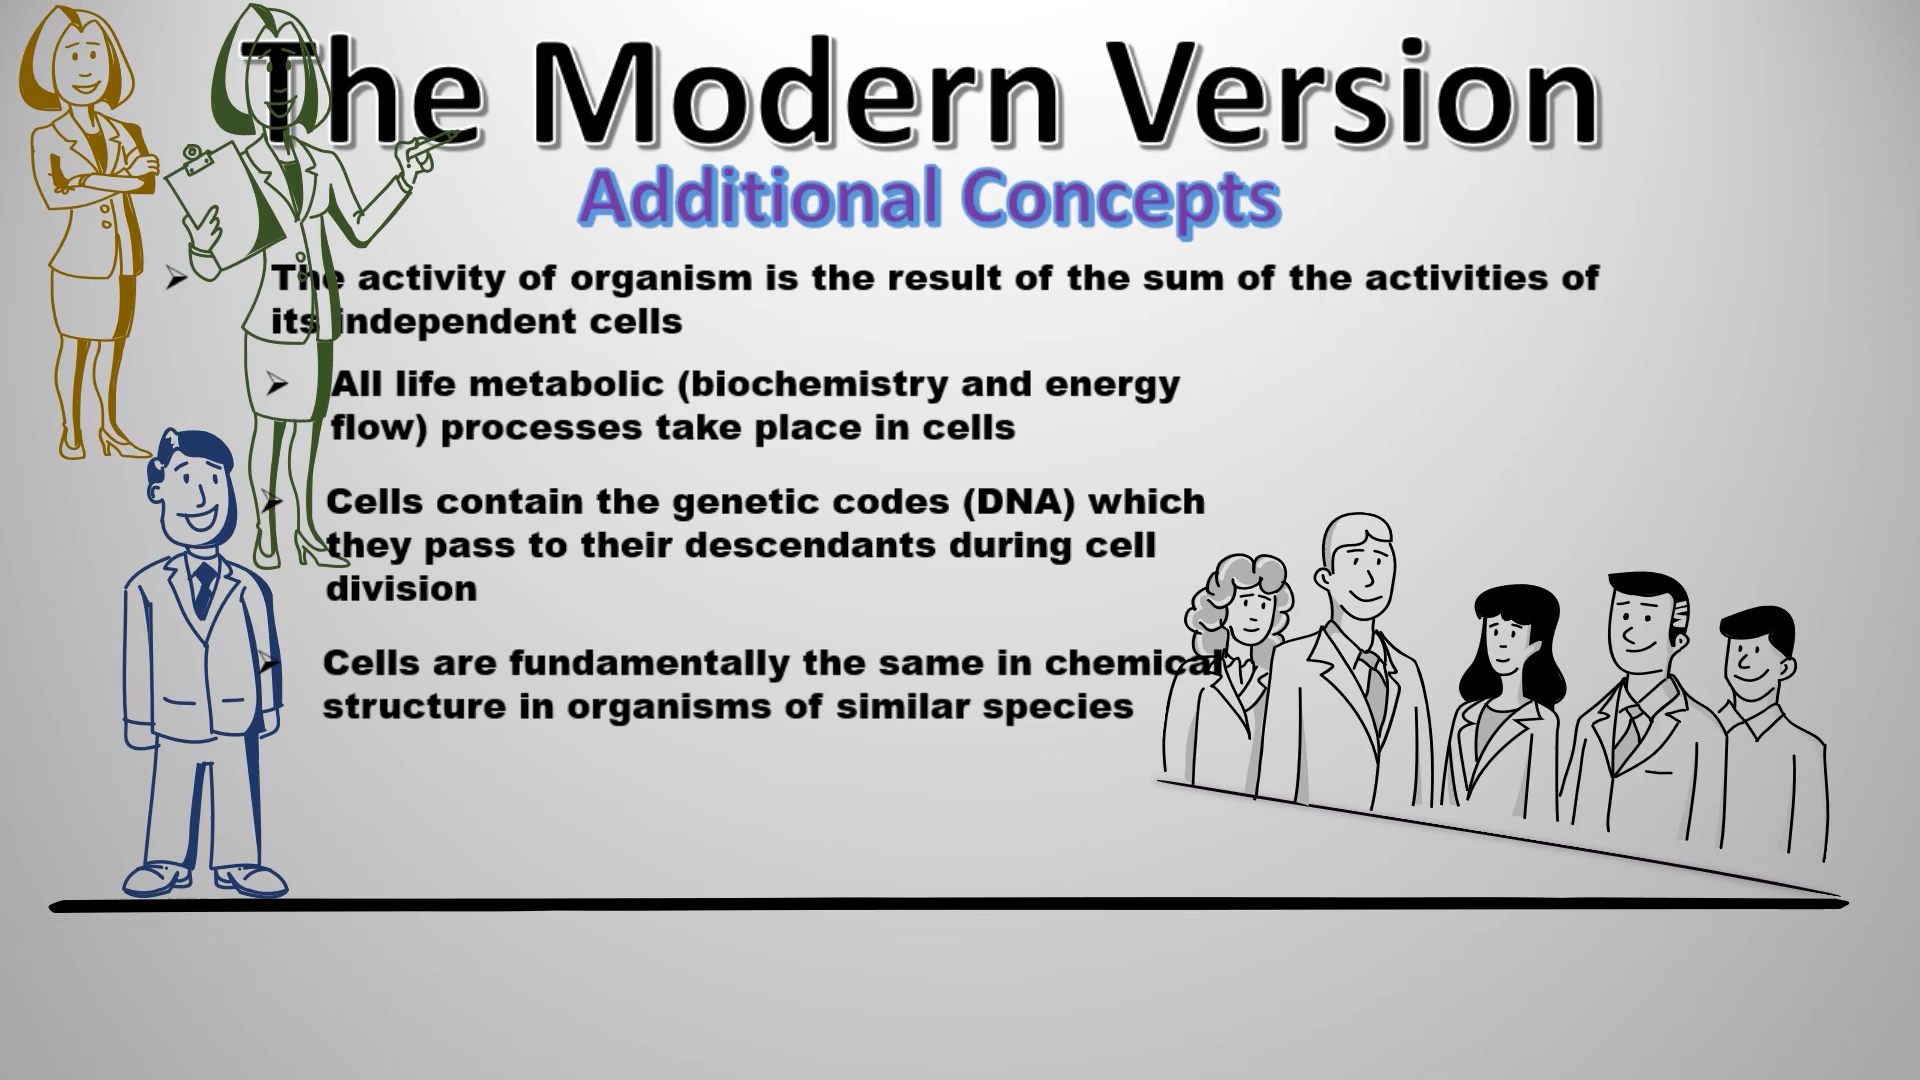 The Modern Version
Additional Concepts
The activity of organism is the result of the sum of the activities of
its independent cells
All life metabolic (biochemistry and energy
flow) processes take place in cells
Cells contain the genetic codes (DNA) which
they pass to their descendants during cell
division
Cells are fundamentally the same in chemical
structure in organisms of similar species